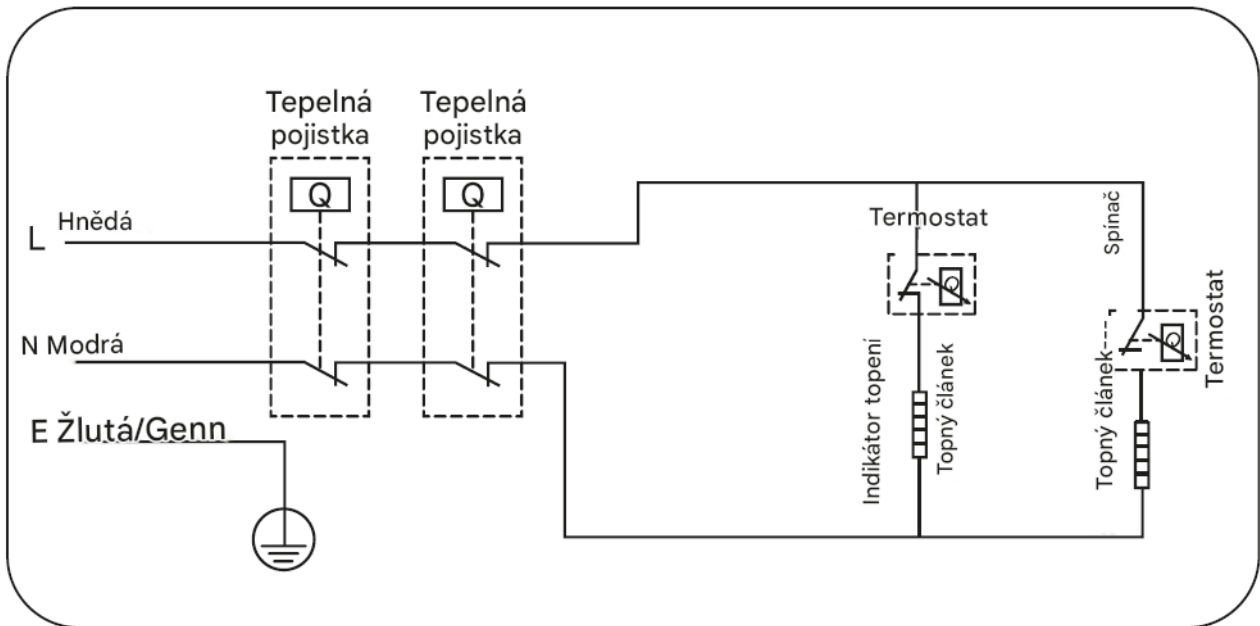 Tepelná
pojistka
Tepelná
pojistka
Q
Q
L Hnědá
N Modrá
E Žlutá/Genn
Termostat
Q
Indikátor topení
Topný článek
Spínač
Q
Termostat
Topný článek